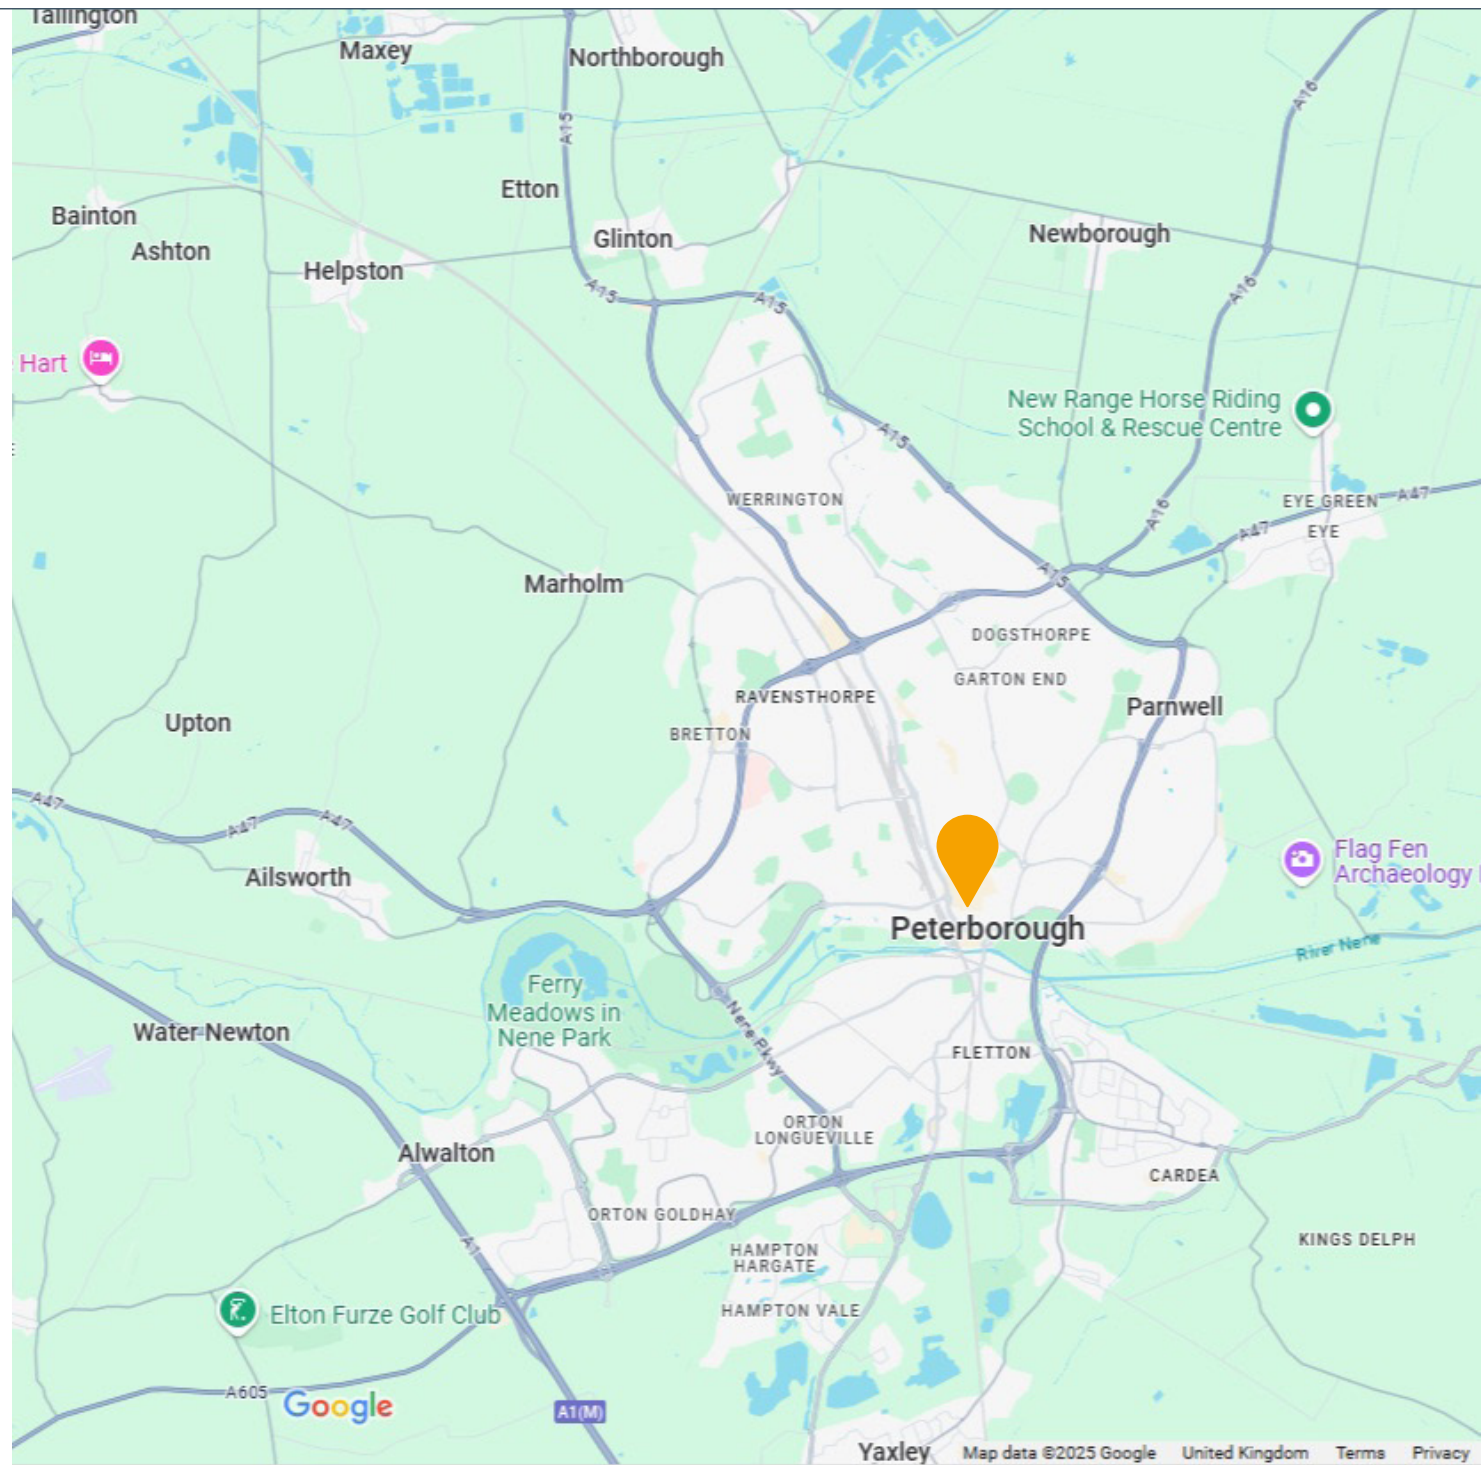 Tallington
Maxey
Northborough
A15
A16
Etton
Bainton
Ashton
Glinton
Newborough
Helpston
A15
A15
A16
Hart
New Range Horse Riding
School & Rescue Centre
A15
WERRINGTON
EYE GREEN
A47
A16
A47
EYE
Marholm
A15
DOGSTHORPE
GARTON END
RAVENSTHORPE
Parnwell
Upton
BRETTON
A47
A47
A47
Ailsworth
Flag Fen
Archaeology
Peterborough
River Nene
Ferry
Meadows in
Nene Park
Water Newton
Nene Pkwy
FLETTON
ORTON
LONGUEVILLE
Alwalton
CARDEA
ORTON GOLDHAY
A1
HAMPTON
HARGATE
KINGS DELPH
HAMPTON VALE
Elton Furze Golf Club
A605
Google
A1(M)
Yaxley
Map data ©2025 Google United Kingdom Terms Privacy